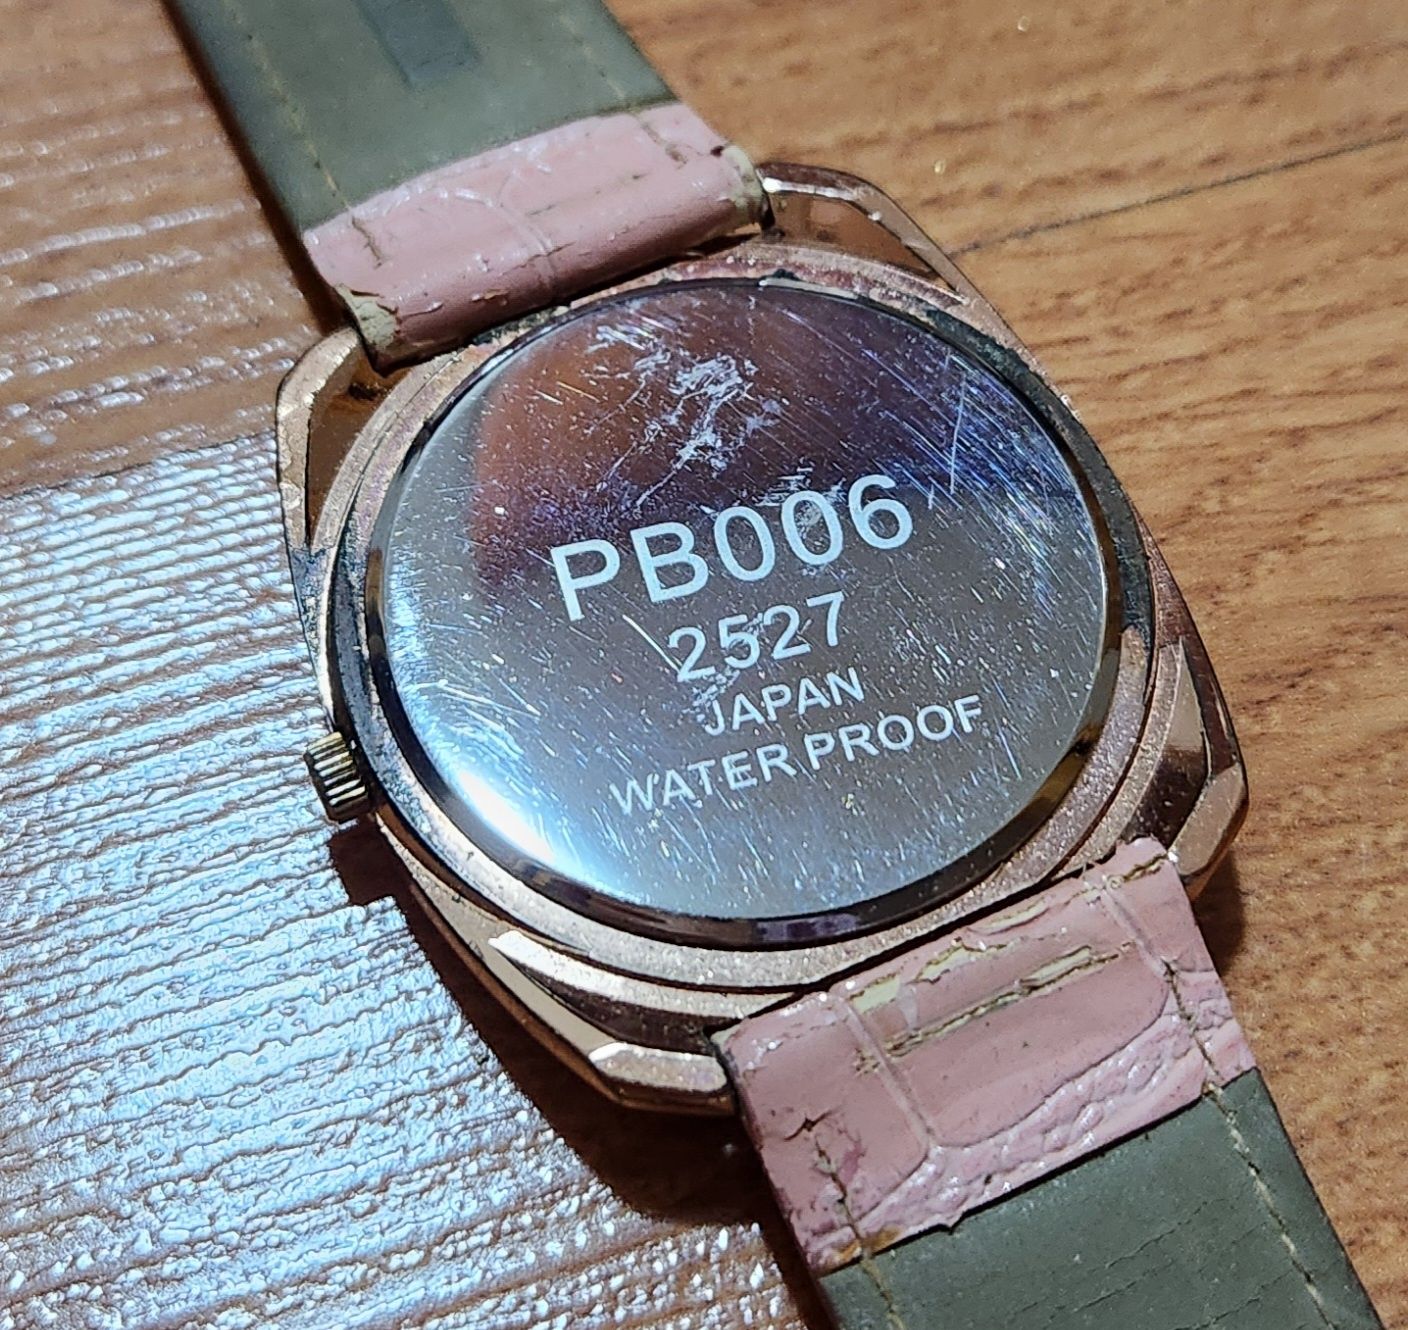 PB006
2527
JAPAN
WATER PROOF